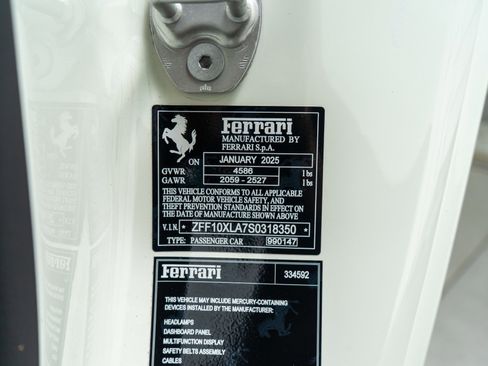 Ferrari
MANUFACTURED BY
FERRARI S.p.A.
ON JANUARY 2025
GVWR 4586 lbs
GAWR 2059 - 2527 lbs
THIS VEHICLE CONFORMS TO ALL APPLICABLE
FEDERAL MOTOR VEHICLE SAFETY, AND
THEFT PREVENTION STANDARDS IN EFFECT ON
THE DATE OF MANUFACTURE SHOWN ABOVE
V.I.N. * ZFF10XLA7S0318350 *
TYPE: PASSENGER CAR 990147
Ferrari 334592
THIS VEHICLE MAY INCLUDE MERCURY-CONTAINING
DEVICES INSTALLED BY THE MANUFACTURER:
HEADLAMPS
DASHBOARD PANEL
MULTIFUNCTION DISPLAY
SAFETY BELTS ASSEMBLY
CABLES